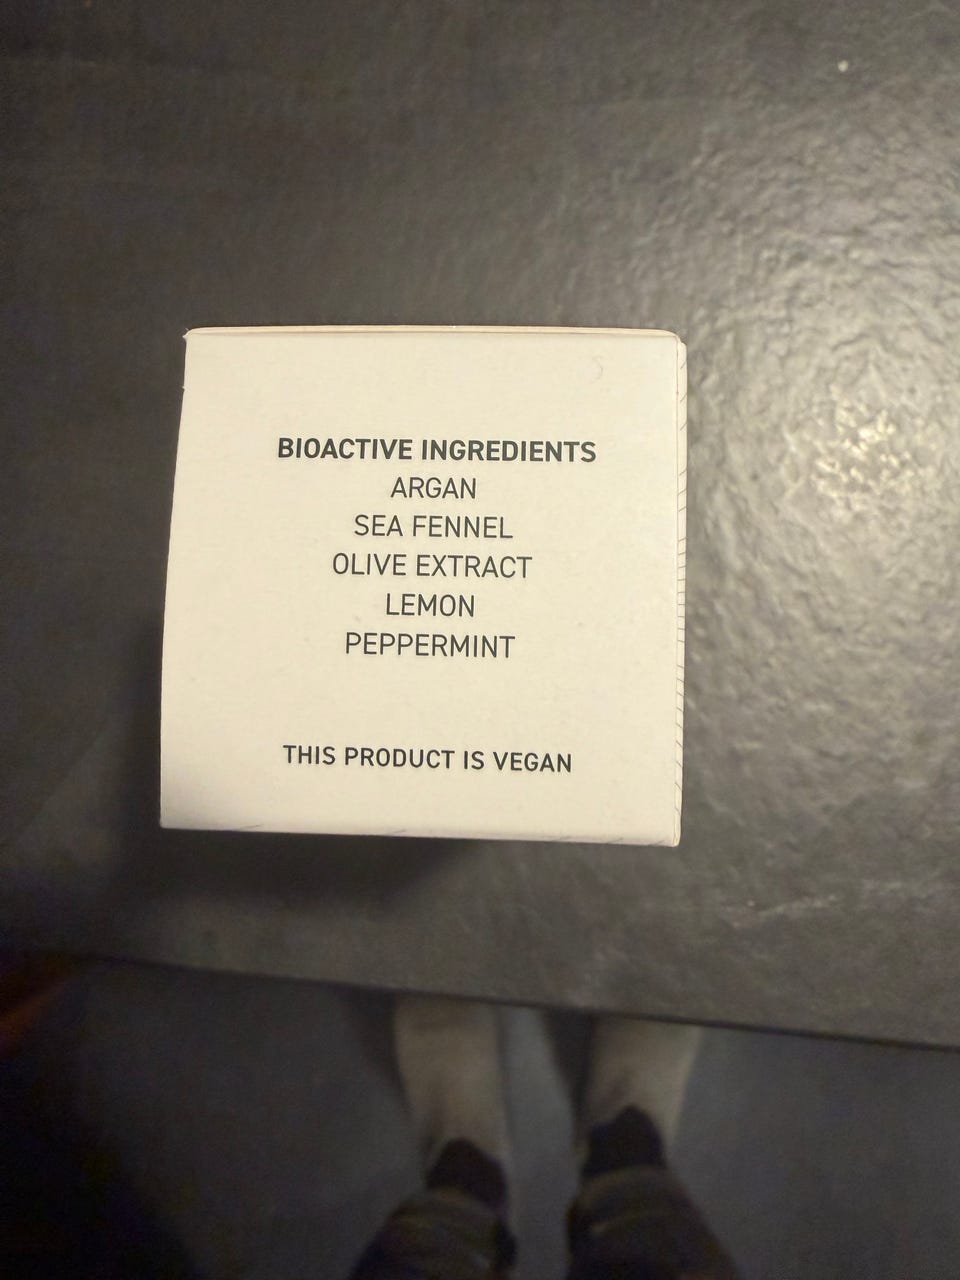 BIOACTIVE INGREDIENTS
ARGAN
SEA FENNEL
OLIVE EXTRACT
LEMON
PEPPERMINT
THIS PRODUCT IS VEGAN